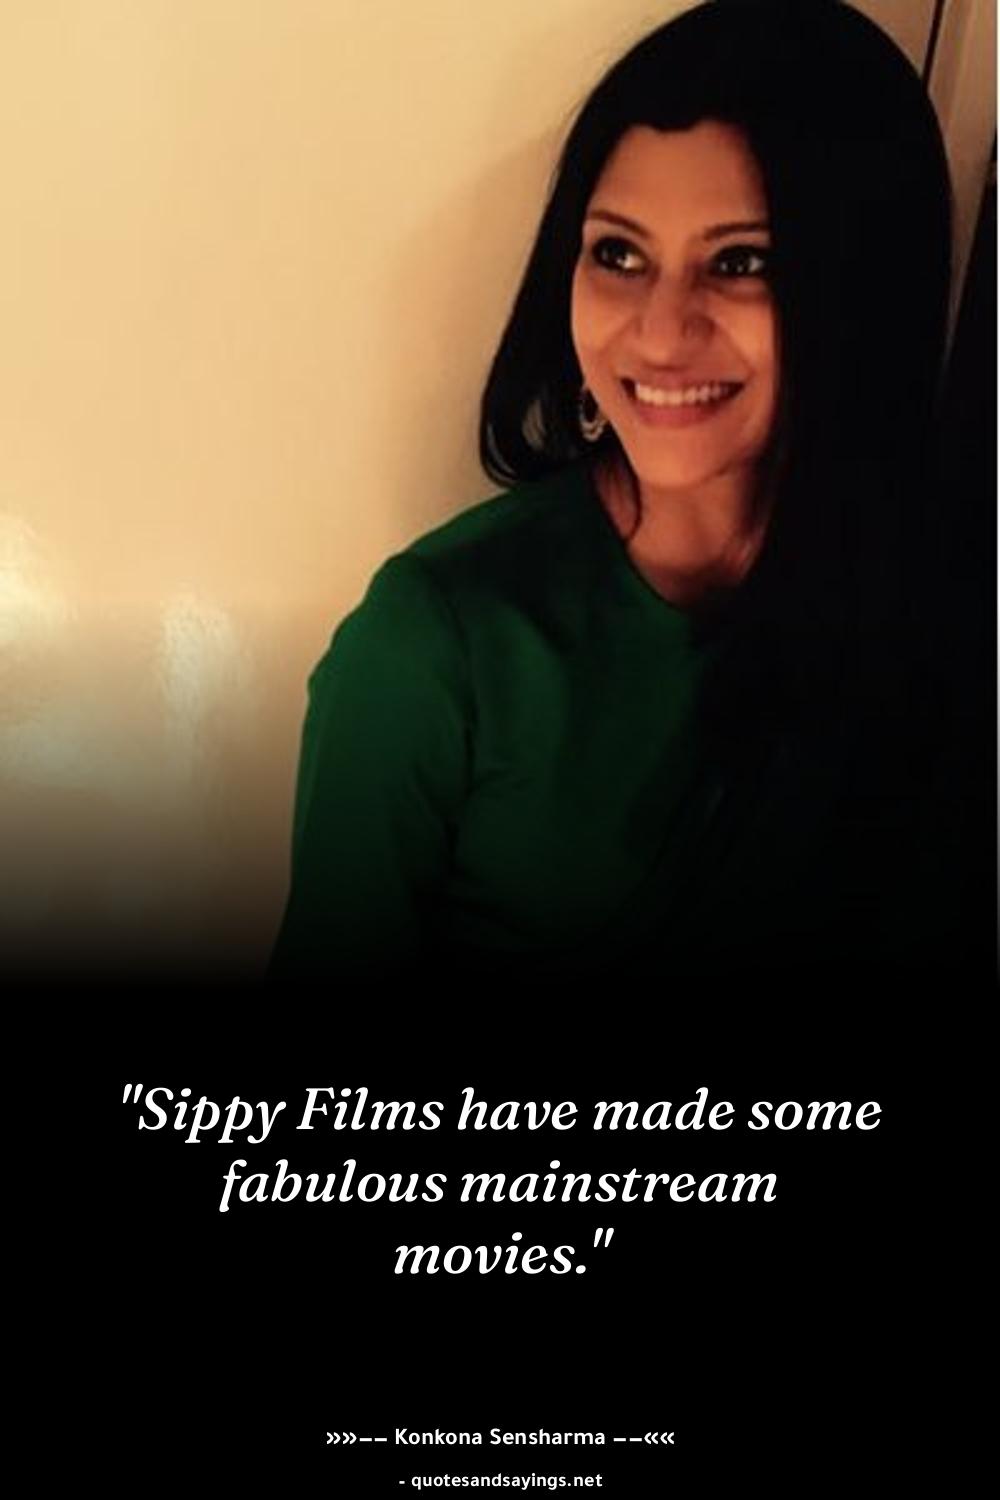 "Sippy Films have made some
fabulous mainstream
movies."
»»−− Konkona Sensharma −−««
- quotesandsayings.net